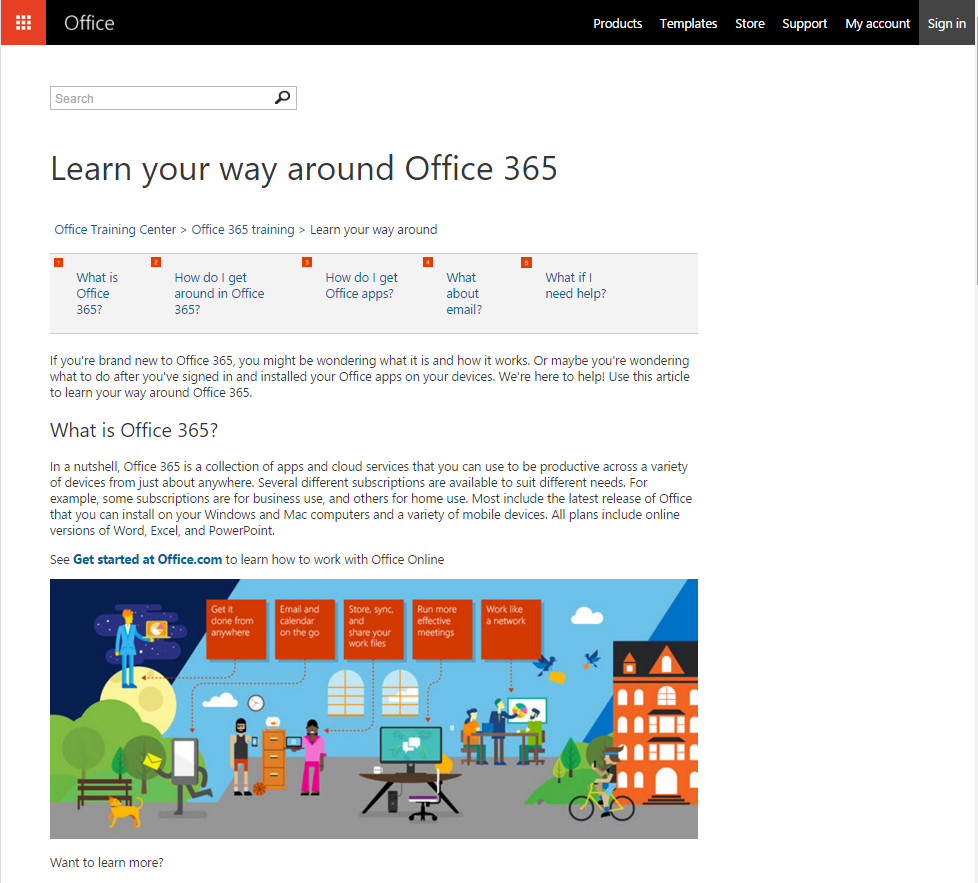 Office
Products Templates Store Support My account Sign in
Search
Learn your way around Office 365
Office Training Center > Office 365 training > Learn your way around
1
What is
Office
365?
2
How do I get
around in Office
365?
3
How do I get
Office apps?
4
What
about
email?
5
What if I
need help?
If you're brand new to Office 365, you might be wondering what it is and how it works. Or maybe you're wondering
what to do after you've signed in and installed your Office apps on your devices. We're here to help! Use this article
to learn your way around Office 365.
What is Office 365?
In a nutshell, Office 365 is a collection of apps and cloud services that you can use to be productive across a variety
of devices from just about anywhere. Several different subscriptions are available to suit different needs. For
example, some subscriptions are for business use, and others for home use. Most include the latest release of Office
that you can install on your Windows and Mac computers and a variety of mobile devices. All plans include online
versions of Word, Excel, and PowerPoint.
See Get started at Office.com to learn how to work with Office Online
Get it
done from
anywhere
Email and
calendar
on the go
Store, sync,
and
share your
work files
Run more
effective
meetings
Work like
a network
Want to learn more?